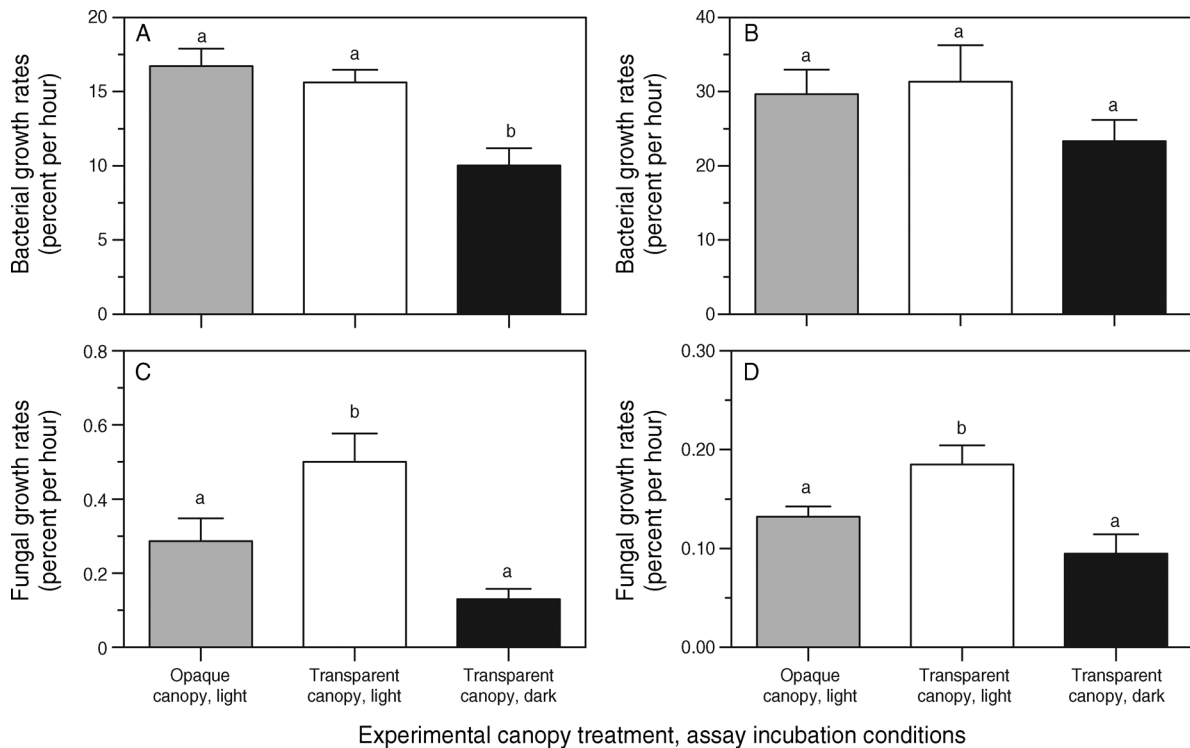 A
Bacterial growth rates
(percent per hour)
20
15
10
5
0
a
a
b
B
Bacterial growth rates
(percent per hour)
40
30
20
10
0
a
a
a
C
Fungal growth rates
(percent per hour)
0.8
0.6
0.4
0.2
0
a
b
a
Opaque
canopy, light
Transparent
canopy, light
Transparent
canopy, dark
D
Fungal growth rates
(percent per hour)
0.30
0.20
0.10
0.00
a
b
a
Opaque
canopy, light
Transparent
canopy, light
Transparent
canopy, dark
Experimental canopy treatment, assay incubation conditions